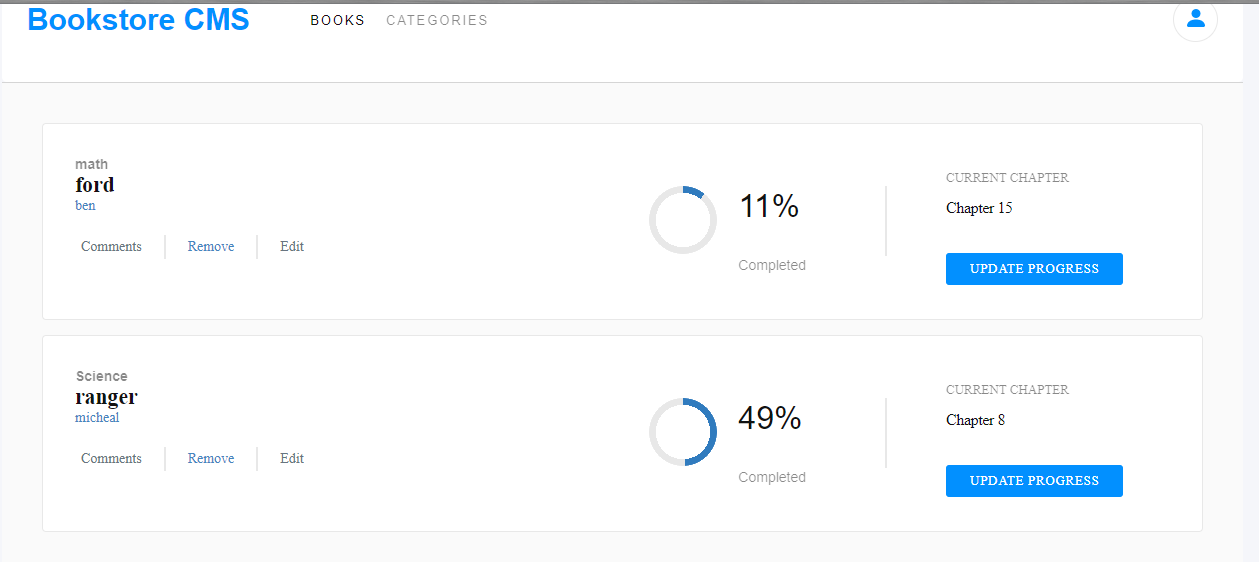 Bookstore CMS BOOKS CATEGORIES
math
ford
ben
Comments Remove Edit
11%
Completed
CURRENT CHAPTER
Chapter 15
UPDATE PROGRESS
Science
ranger
micheal
Comments Remove Edit
49%
Completed
CURRENT CHAPTER
Chapter 8
UPDATE PROGRESS